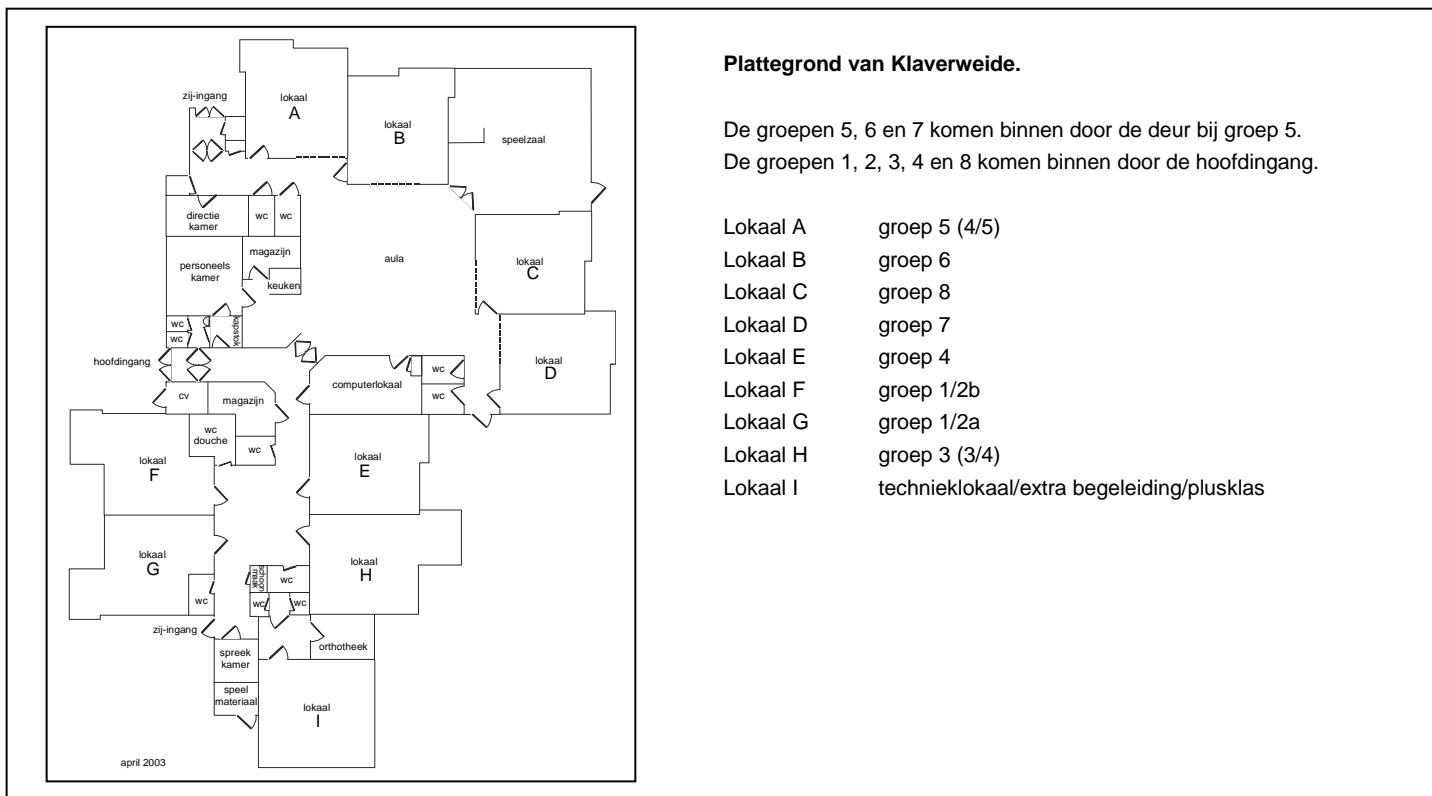 zij-ingang
lokaal
A
lokaal
B
speelzaal
directie
kamer
wc
wc
personeels
kamer
magazijn
keuken
aula
lokaal
C
wc
wc
kapstok
hoofdingang
computerlokaal
wc
wc
lokaal
D
cv
magazijn
wc
douche
wc
lokaal
F
lokaal
E
lokaal
G
wc
schoon
maak
wc
wc
wc
lokaal
H
zij-ingang
spreek
kamer
orthotheek
speel
materiaal
lokaal
I
april 2003
Plattegrond van Klaverweide.
De groepen 5, 6 en 7 komen binnen door de deur bij groep 5.
De groepen 1, 2, 3, 4 en 8 komen binnen door de hoofdingang.
Lokaal A groep 5 (4/5)
Lokaal B groep 6
Lokaal C groep 8
Lokaal D groep 7
Lokaal E groep 4
Lokaal F groep 1/2b
Lokaal G groep 1/2a
Lokaal H groep 3 (3/4)
Lokaal I technieklokaal/extra begeleiding/plusklas